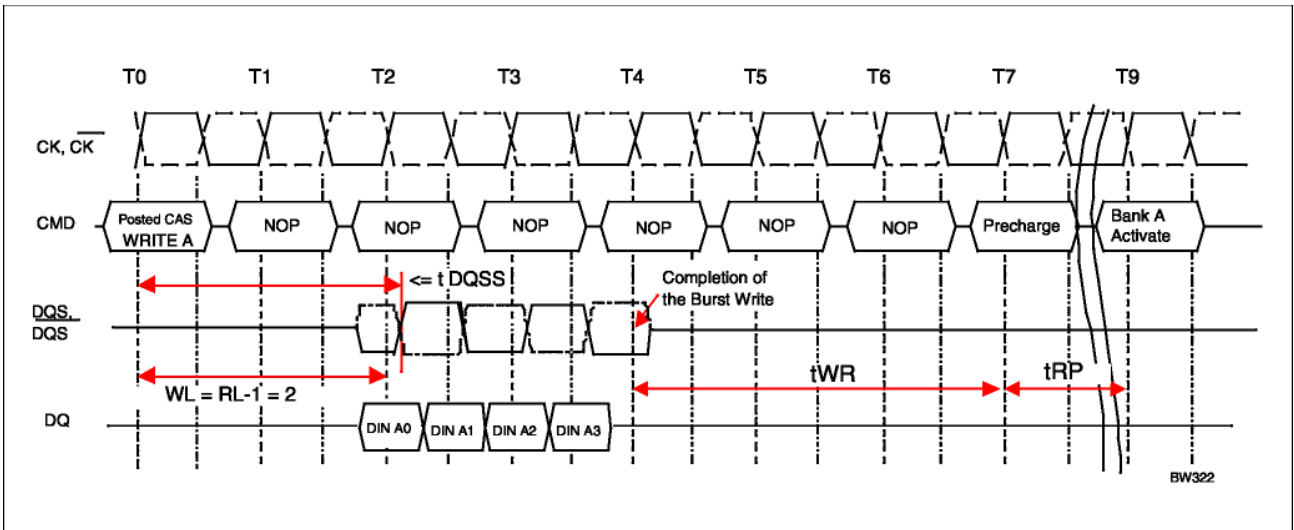 T0 T1 T2 T3 T4 T5 T6 T7 T9
CK, CK
CMD
Posted CAS
WRITE A
NOP NOP NOP NOP NOP NOP Precharge
Bank A
Activate
<= t DQSS
Completion of
the Burst Write
DQS,
DQS
WL = RL-1 = 2
tWR
tRP
DQ
DIN A0 DIN A1 DIN A2 DIN A3
BW322